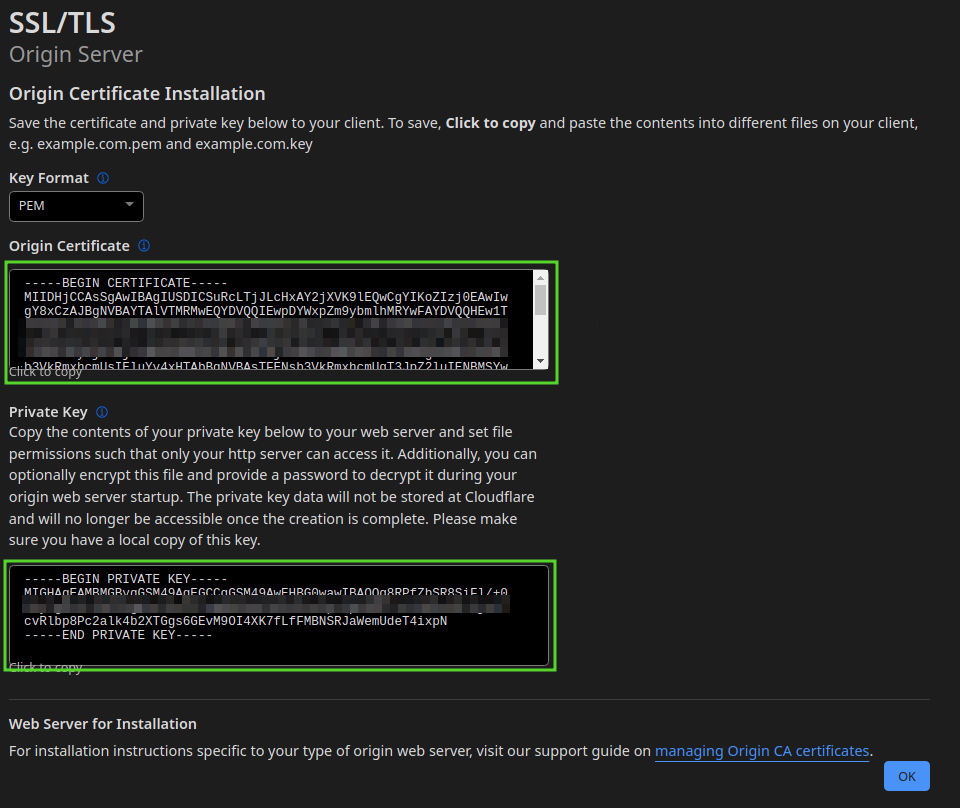 SSL/TLS
Origin Server
Origin Certificate Installation
Save the certificate and private key below to your client. To save, Click to copy and paste the contents into different files on your client,
e.g. example.com.pem and example.com.key
Key Format
PEM
Origin Certificate
-----BEGIN CERTIFICATE-----
MIIDHjCCAsSgAwIBAgIUSDICSuRcLTjJLcHxAY2jXVK9lEQwCgYIKoZIzj0EAwIw
gY8xCzAJBgNVBAYTAlVTMRMwEQYDVQQIEwpDYWxpZm9ybmlhMRYwFAYDVQQHEw1T
Click to copy
Private Key
Copy the contents of your private key below to your web server and set file
permissions such that only your http server can access it. Additionally, you can
optionally encrypt this file and provide a password to decrypt it during your
origin web server startup. The private key data will not be stored at Cloudflare
and will no longer be accessible once the creation is complete. Please make
sure you have a local copy of this key.
-----BEGIN PRIVATE KEY-----
cvRlbp8Pc2alk4b2XTGgs6GEvM9OI4XK7fLfFMBNSRJaWemUdeT4ixpN
-----END PRIVATE KEY-----
Click to copy
Web Server for Installation
For installation instructions specific to your type of origin web server, visit our support guide on managing Origin CA certificates.
OK